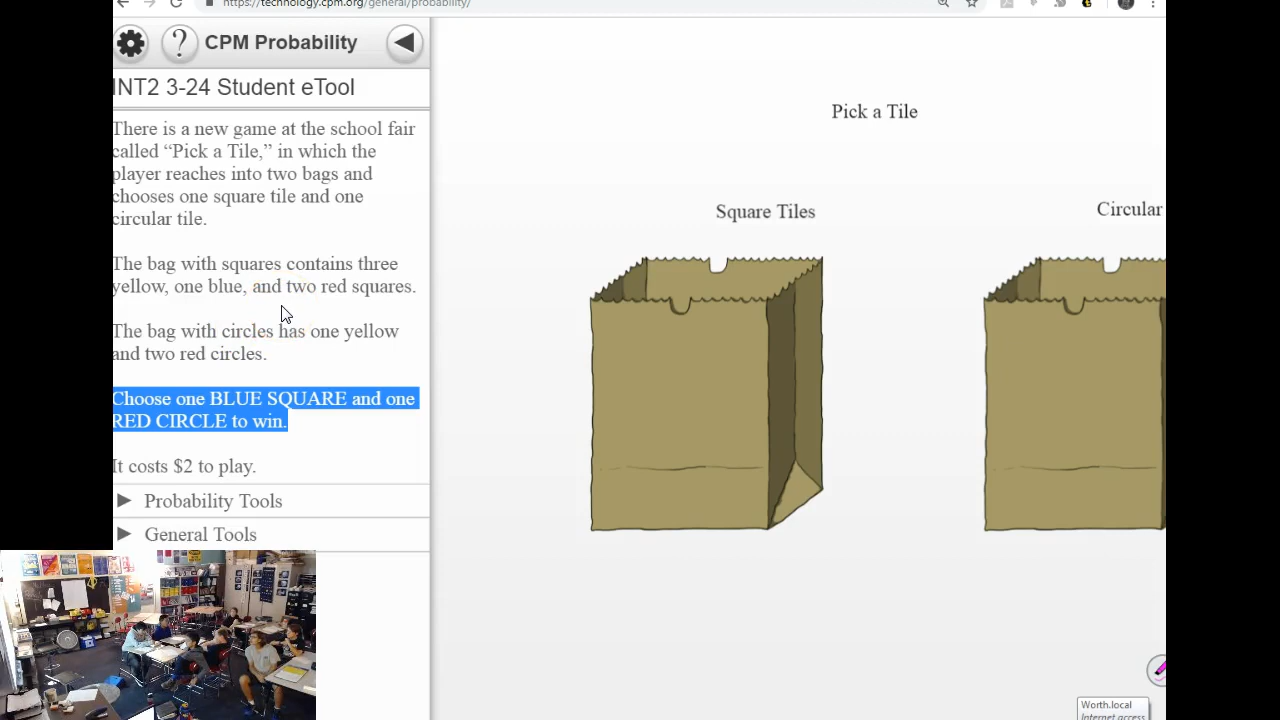 https://technology.cpm.org/general/probability/
?
CPM Probability
INT2 3-24 Student eTool
There is a new game at the school fair
called “Pick a Tile,” in which the
player reaches into two bags and
chooses one square tile and one
circular tile.
The bag with squares contains three
yellow, one blue, and two red squares.
The bag with circles has one yellow
and two red circles.
Choose one BLUE SQUARE and one
RED CIRCLE to win.
It costs $2 to play.
Probability Tools
General Tools
Pick a Tile
Square Tiles
Circular
Worth.local
Internet access